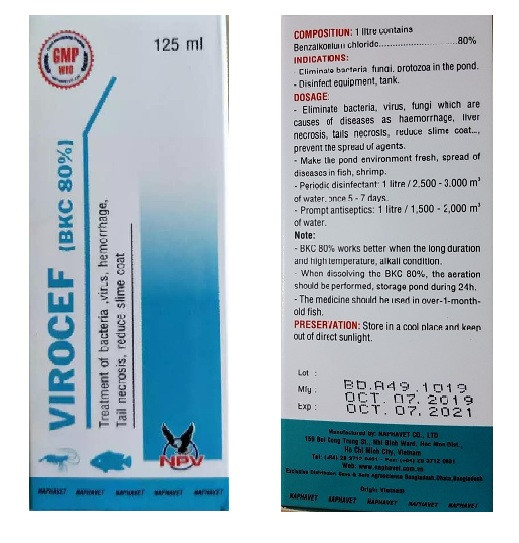 GMP
WHO
125 ml
VIROCEF (BKC 80%)
Treatment of bacteria ,virus, hemorrhage,
Tail necrosis, reduce slime coat
NPV
NAPHAVET NAPHAVET NAPHAVET NAPHAVET NAPHAVET
COMPOSITION: 1 litre contains
Benzalkonium chloride....................80%
INDICATIONS:
- Eliminate bacteria, fungi, protozoa in the pond.
- Disinfect equipment, tank.
DOSAGE:
- Eliminate bacteria, virus, fungi which are
causes of diseases as haemorrhage, liver
necrosis, tails necrosis, reduce slime coat...,
prevent the spread of agents.
- Make the pond environment fresh, spread of
diseases in fish, shrimp.
- Periodic disinfectant: 1 litre / 2,500 - 3,000 m³
of water, once 5 - 7 days.
- Prompt antiseptics: 1 litre / 1,500 - 2,000 m³
of water.
Note:
- BKC 80% works better when the long duration
and high temperature, alkali condition.
- When dissolving the BKC 80%, the aeration
should be performed, storage pond during 24h.
- The medicine should be used in over-1-month-
old fish.
PRESERVATION: Store in a cool place and keep
out of direct sunlight.
Lot : BD.A49.1019
Mfg : OCT. 07. 2019
Exp : OCT. 07. 2021
Manufactured by: NAPHAVET CO., LTD
Ho Chi Minh City, Vietnam
Web: www.naphavet.com.vn
Origin Vietnam
NAPHAVET NAPHAVET NAPHAVET NAPHAVET NAPHAVET